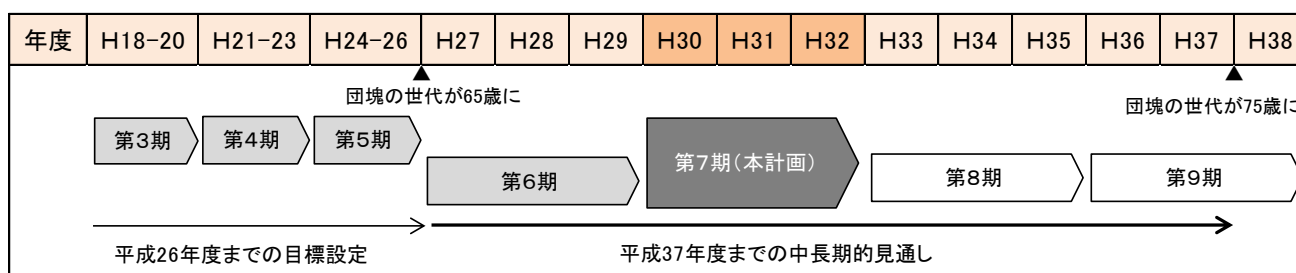 年度 H18-20 H21-23 H24-26 H27 H28 H29 H30 H31 H32 H33 H34 H35 H36 H37 H38
▲ ▲
団塊の世代が65歳に 団塊の世代が75歳に
第3期 第4期 第5期
第6期 第7期(本計画) 第8期 第9期
平成26年度までの目標設定 平成37年度までの中長期的見通し